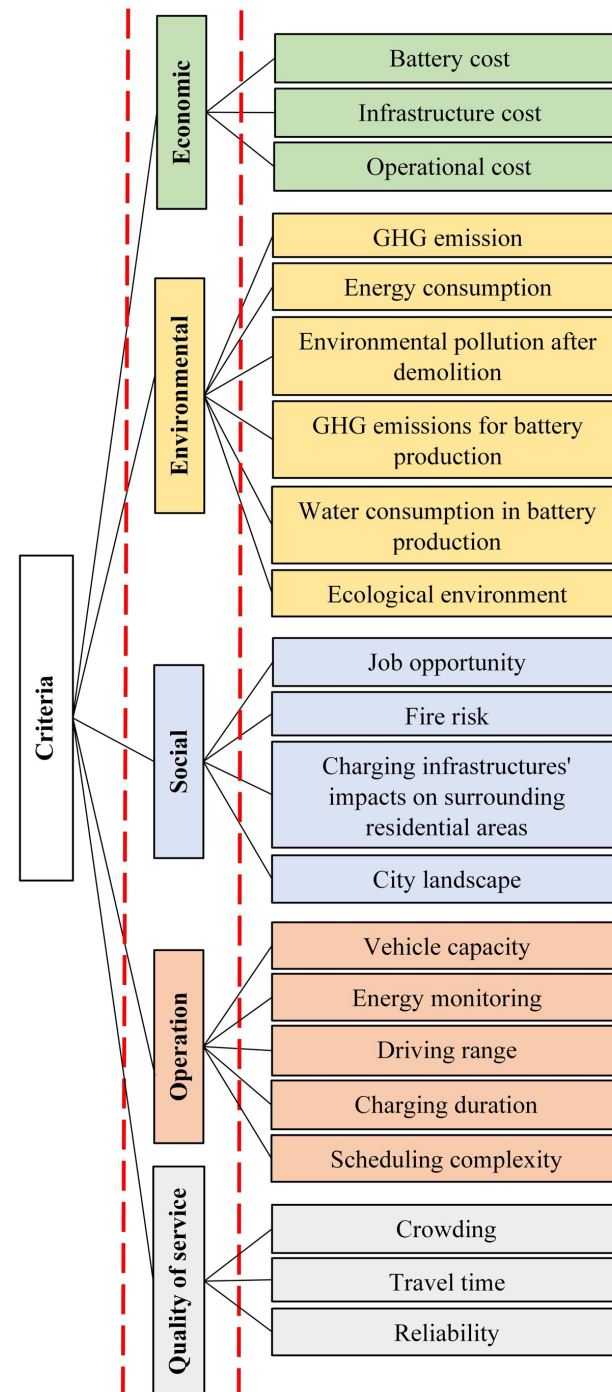 Criteria
Economic
Battery cost
Infrastructure cost
Operational cost
Environmental
GHG emission
Energy consumption
Environmental pollution after
demolition
GHG emissions for battery
production
Water consumption in battery
production
Ecological environment
Social
Job opportunity
Fire risk
Charging infrastructures'
impacts on surrounding
residential areas
City landscape
Operation
Vehicle capacity
Energy monitoring
Driving range
Charging duration
Scheduling complexity
Quality of service
Crowding
Travel time
Reliability